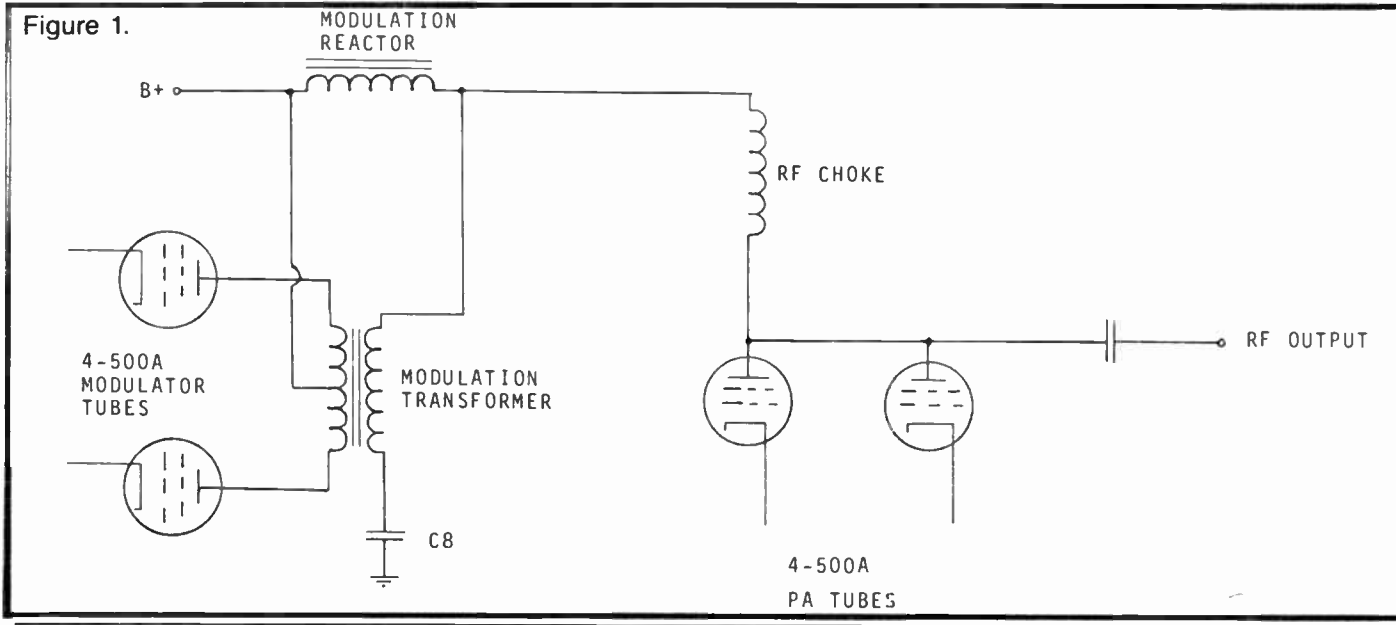 Figure 1.
MODULATION
REACTOR
B+
RF CHOKE
RF OUTPUT
4-500A
MODULATOR
TUBES
MODULATION
TRANSFORMER
C8
4-500A
PA TUBES